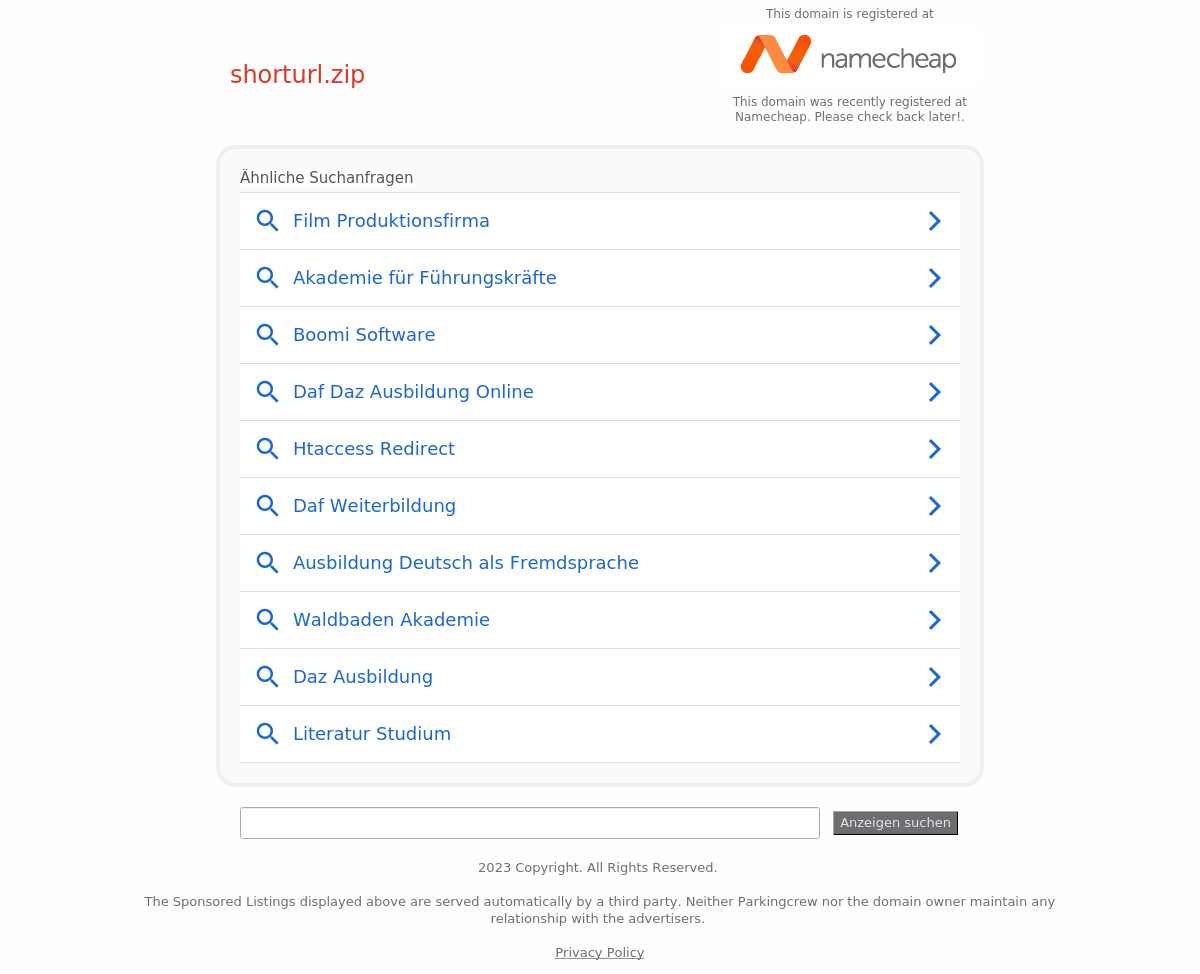 This domain is registered at
namecheap
shorturl.zip
This domain was recently registered at
Namecheap. Please check back later!.
Ähnliche Suchanfragen
Film Produktionsfirma
Akademie für Führungskräfte
Boomi Software
Daf Daz Ausbildung Online
Htaccess Redirect
Daf Weiterbildung
Ausbildung Deutsch als Fremdsprache
Waldbaden Akademie
Daz Ausbildung
Literatur Studium
Anzeigen suchen
2023 Copyright. All Rights Reserved.
The Sponsored Listings displayed above are served automatically by a third party. Neither Parkingcrew nor the domain owner maintain any
relationship with the advertisers.
Privacy Policy